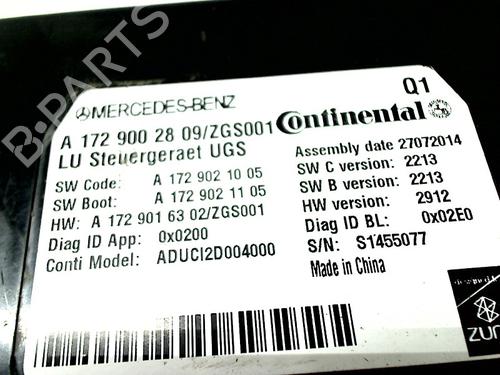 B-PARTS
MERCEDES-BENZ
Q1
A 172 900 28 09/ZGS001
Continental
LU Steuergeraet UGS
Assembly date 27072014
SW Code: A 172 902 10 05
SW C version: 2213
SW Boot: A 172 902 11 05
SW B version: 2213
HW: A 172 901 63 02/ZGS001
HW version: 2912
Diag ID App: 0x0200
Diag ID BL: 0x02E0
Conti Model: ADUCI2D004000
S/N: S1455077
Made in China